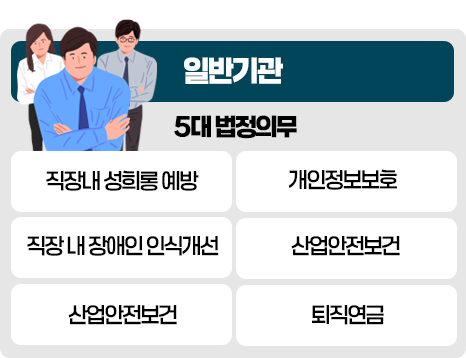 일반기관
5대 법정의무
직장내 성희롱 예방
개인정보보호
직장 내 장애인 인식개선
산업안전보건
산업안전보건
퇴직연금